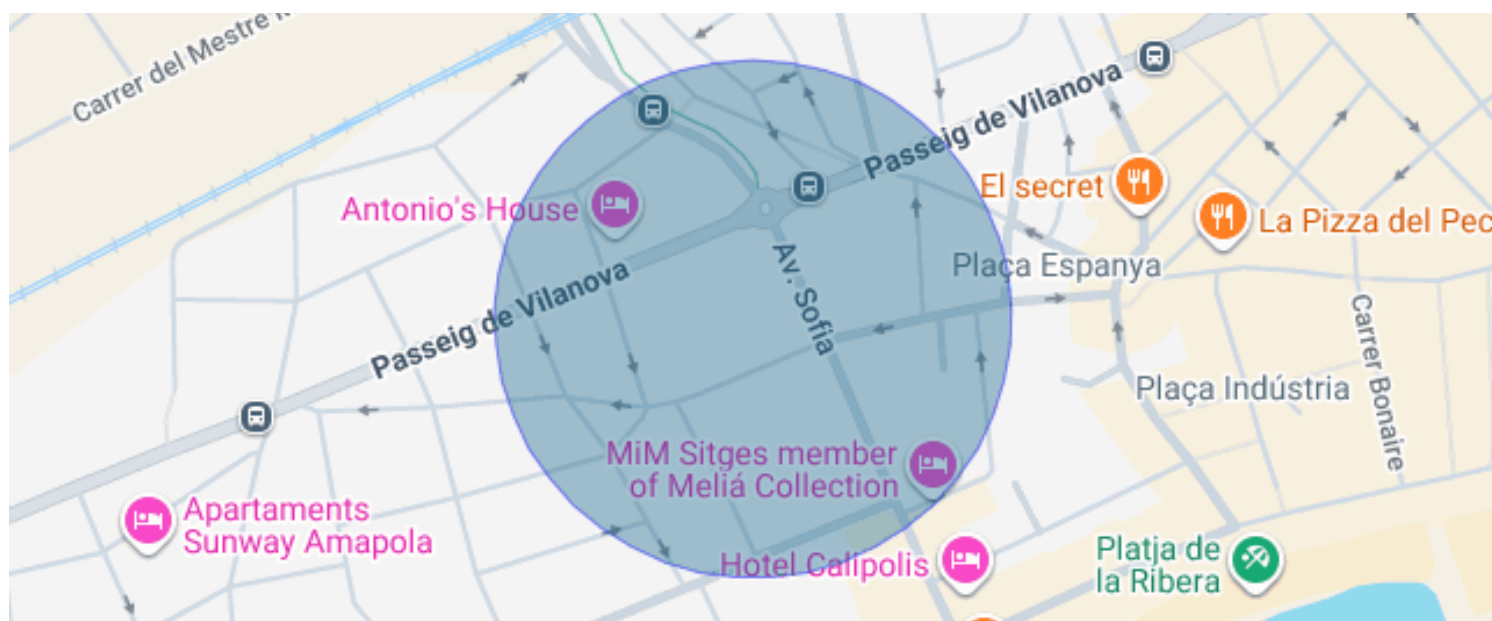 Carrer del Mestre
Passeig de Vilanova
El secret
Antonio's House
La Pizza del Pec
Plaça Espanya
Av. Sofia
Passeig de Vilanova
Carrer Bonaire
Plaça Indústria
MiM Sitges member
of Meliá Collection
Apartaments
Sunway Amapola
Hotel Calipolis
Platja de
la Ribera